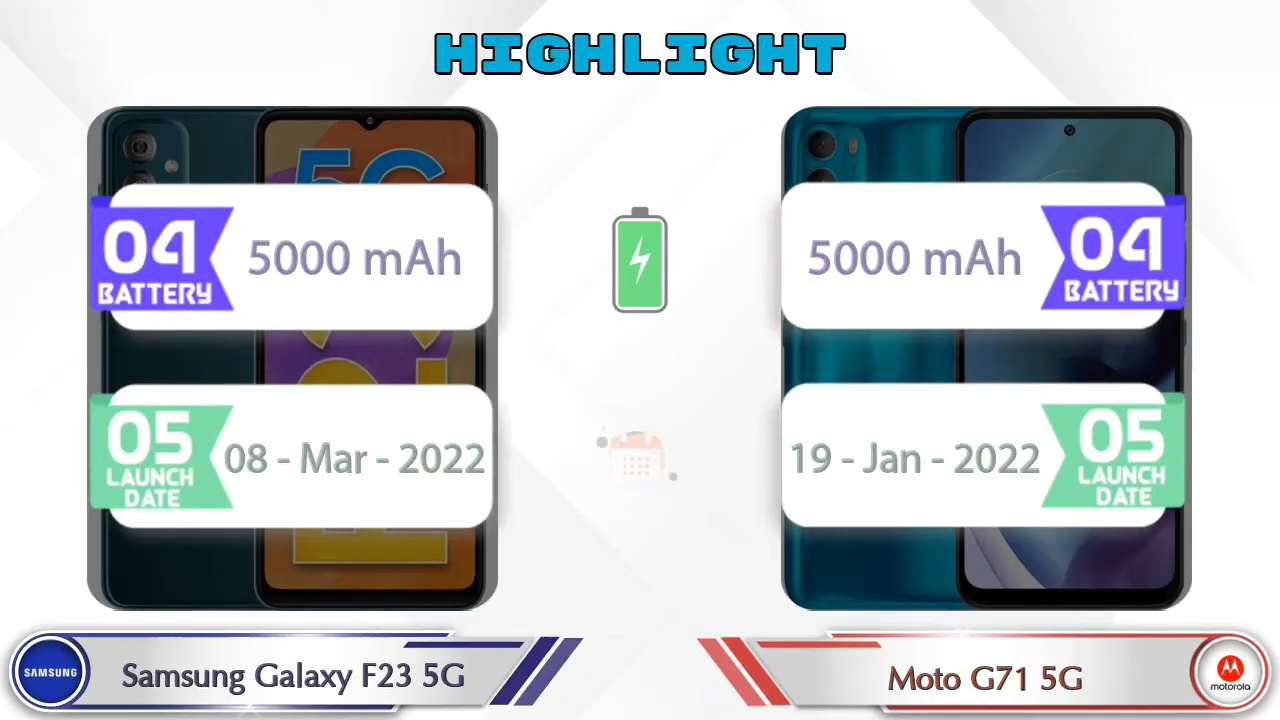 HIGHLIGHT
5G
04
BATTERY
5000 mAh
5000 mAh
04
BATTERY
05
LAUNCH
DATE
08 - Mar - 2022
19 - Jan - 2022
05
LAUNCH
DATE
SAMSUNG
Samsung Galaxy F23 5G
Moto G71 5G
motorola